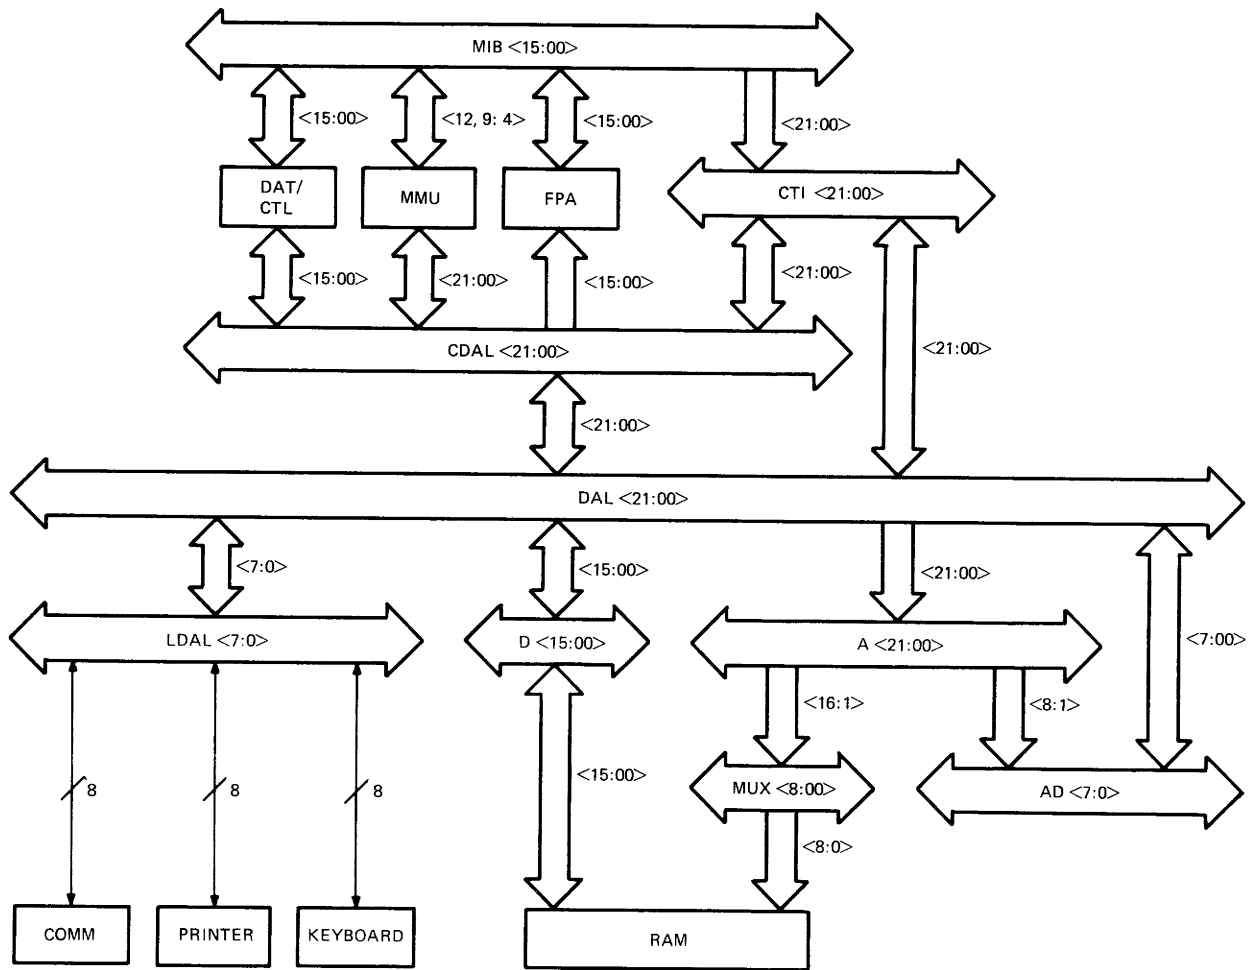 MIB <15:00>
<15:00>
<12, 9: 4>
<15:00>
<21:00>
DAT/
CTL
MMU
FPA
CTI <21:00>
<15:00>
<21:00>
<15:00>
<21:00>
CDAL <21:00>
<21:00>
<21:00>
DAL <21:00>
<7:0>
<15:00>
<21:00>
LDAL <7:0>
D <15:00>
A <21:00>
<7:00>
<16:1>
<8:1>
<15:00>
MUX <8:00>
AD <7:0>
8
8
8
<8:0>
COMM
PRINTER
KEYBOARD
RAM